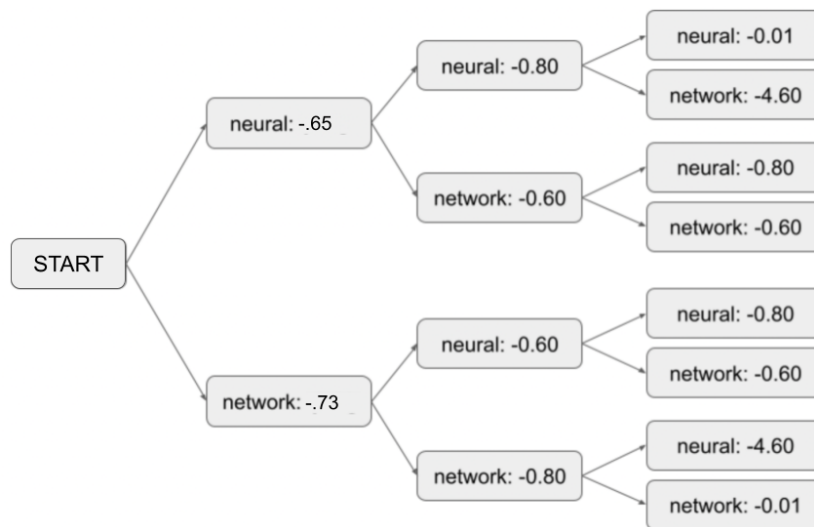 neural: -0.01
neural: -0.80
network: -4.60
neural: -.65
neural: -0.80
network: -0.60
network: -0.60
START
neural: -0.80
neural: -0.60
network: -0.60
network: -.73
neural: -4.60
network: -0.80
network: -0.01